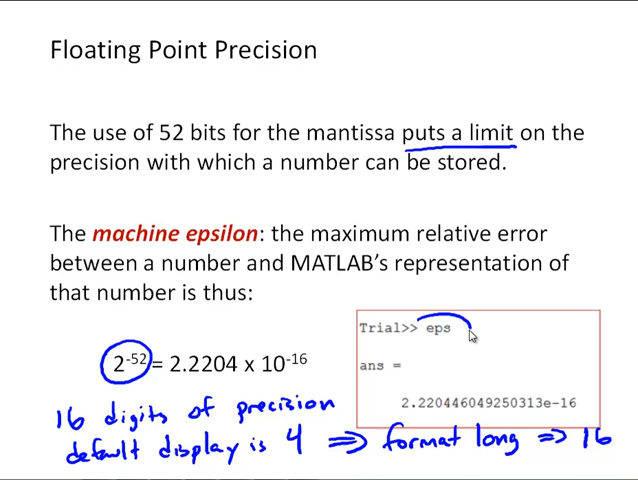 Floating Point Precision
The use of 52 bits for the mantissa puts a limit on the
precision with which a number can be stored.
The machine epsilon: the maximum relative error
between a number and MATLAB's representation of
that number is thus:
Trial>> eps
2⁻⁵² = 2.2204 x 10⁻¹⁶
ans =
2.220446049250313e-16
16 digits of precision
default display is 4 ⇒ format long ⇒ 16